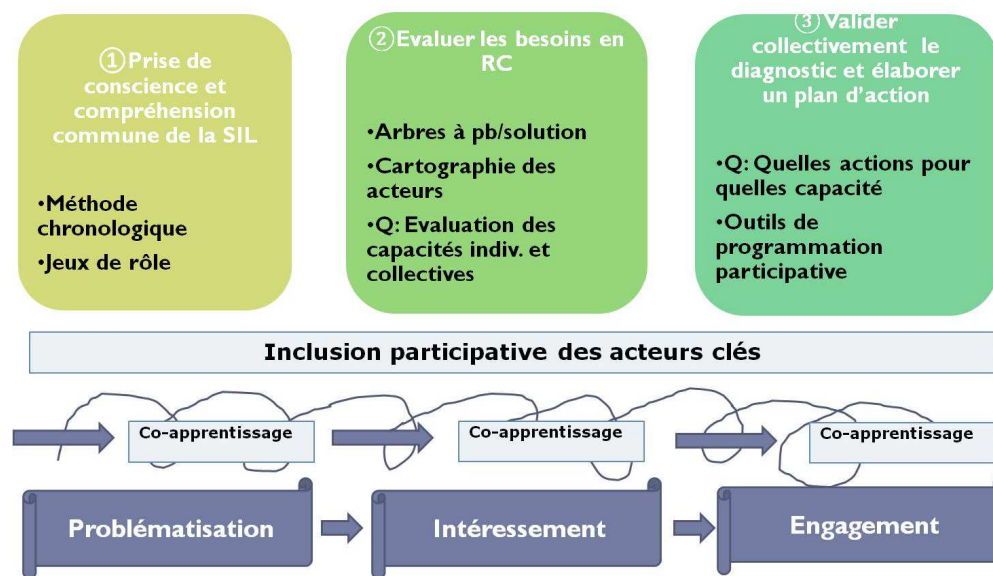 ①Prise de
conscience et
compréhension
commune de la SIL
•Méthode
chronologique
•Jeux de rôle
②Evaluer les besoins en
RC
•Arbres à pb/solution
•Cartographie des
acteurs
•Q: Evaluation des
capacités indiv. et
collectives
③ Valider
collectivement le
diagnostic et élaborer
un plan d’action
•Q: Quelles actions pour
quelles capacité
•Outils de
programmation
participative
Inclusion participative des acteurs clés
Co-apprentissage
Co-apprentissage
Co-apprentissage
Problématisation
Intéressement
Engagement